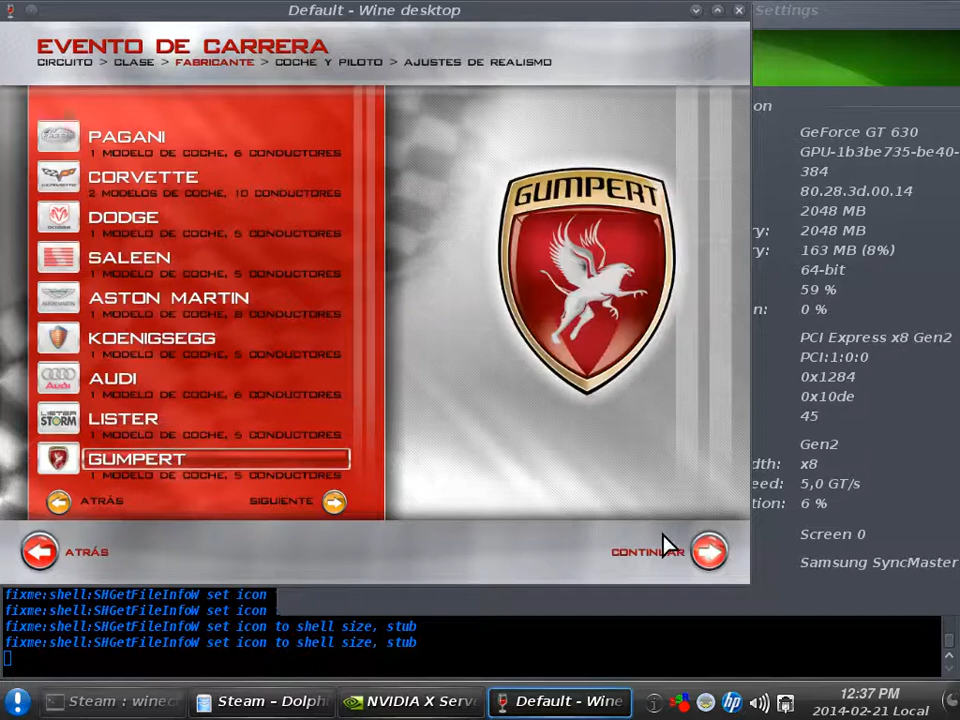 Default - Wine desktop
Settings
EVENTO DE CARRERA
CIRCUITO > CLASE > FABRICANTE > COCHE Y PILOTO > AJUSTES DE REALISMO
PAGANI
1 MODELO DE COCHE, 6 CONDUCTORES
CORVETTE
2 MODELOS DE COCHE, 10 CONDUCTORES
DODGE
1 MODELO DE COCHE, 5 CONDUCTORES
SALEEN
1 MODELO DE COCHE, 5 CONDUCTORES
ASTON MARTIN
1 MODELO DE COCHE, 8 CONDUCTORES
KOENIGSEGG
1 MODELO DE COCHE, 5 CONDUCTORES
Audi
AUDI
1 MODELO DE COCHE, 6 CONDUCTORES
LISTER
STORM
LISTER
1 MODELO DE COCHE, 5 CONDUCTORES
GUMPERT
1 MODELO DE COCHE, 5 CONDUCTORES
ATRÁS
SIGUIENTE
GUMPERT
ATRÁS
CONTINUAR
on
GeForce GT 630
GPU-1b3be735-be40-
384
80.28.3d.00.14
2048 MB
ry: 2048 MB
163 MB (8%)
64-bit
59 %
n: 0 %
PCI Express x8 Gen2
PCI:1:0:0
0x1284
0x10de
45
Gen2
dth: x8
eed: 5,0 GT/s
tion: 6 %
Screen 0
Samsung SyncMaster
fixme:shell:SHGetFileInfoW set icon
fixme:shell:SHGetFileInfoW set icon
fixme:shell:SHGetFileInfoW set icon to shell size, stub
fixme:shell:SHGetFileInfoW set icon to shell size, stub
Steam : winec
Steam – Dolph
NVIDIA X Serv
Default - Wine
hp
12:37 PM
2014-02-21 Local